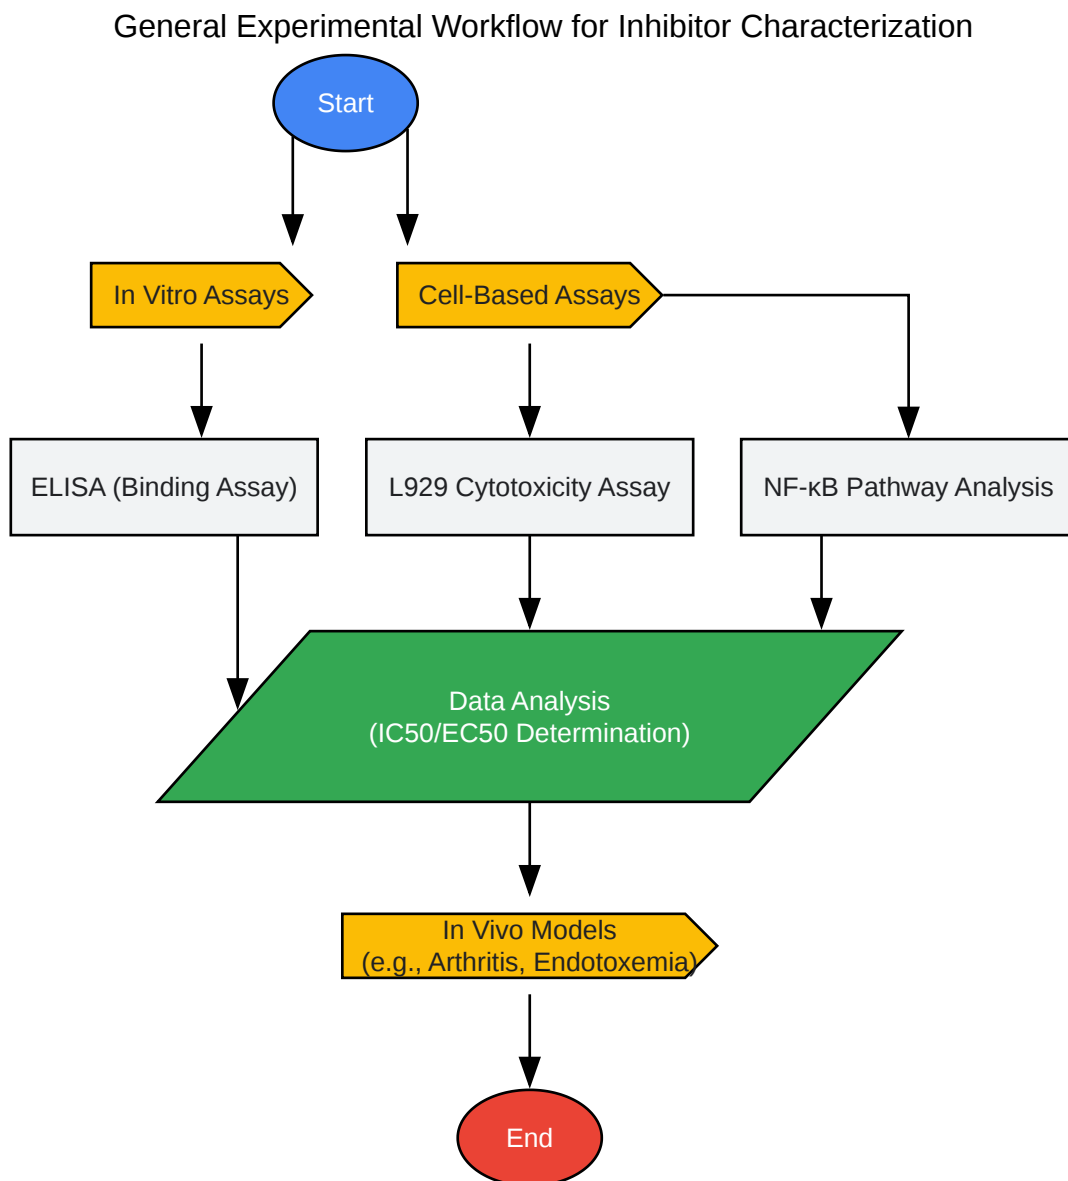 General Experimental Workflow for Inhibitor Characterization
Start
In Vitro Assays
Cell-Based Assays
ELISA (Binding Assay)
L929 Cytotoxicity Assay
NF-κB Pathway Analysis
Data Analysis
(IC50/EC50 Determination)
In Vivo Models
(e.g., Arthritis, Endotoxemia)
End